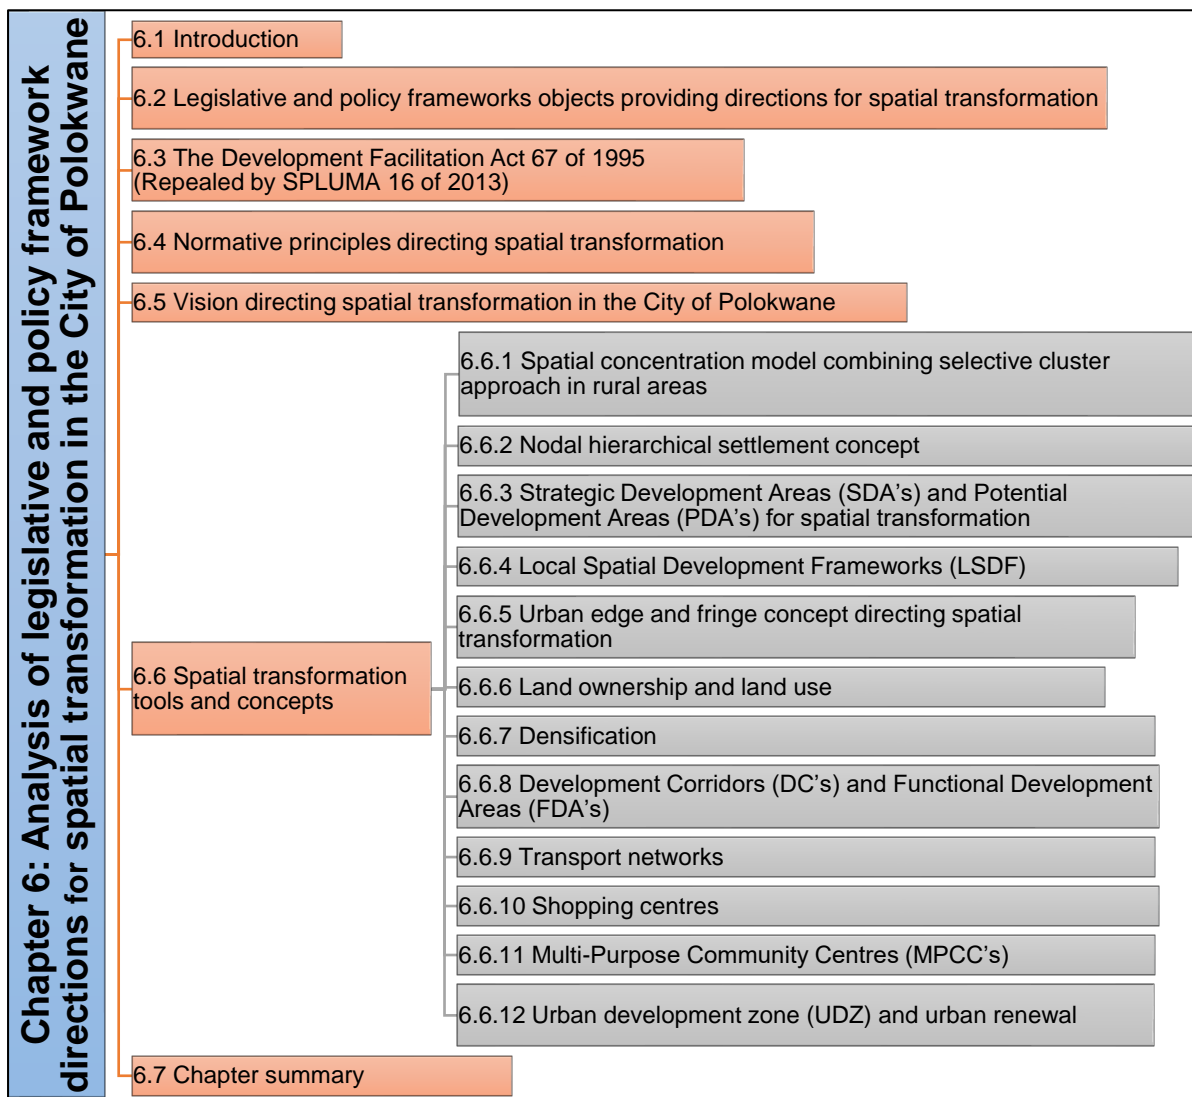 Chapter 6: Analysis of legislative and policy framework
directions for spatial transformation in the City of Polokwane
6.1 Introduction
6.2 Legislative and policy frameworks objects providing directions for spatial transformation
6.3 The Development Facilitation Act 67 of 1995
(Repealed by SPLUMA 16 of 2013)
6.4 Normative principles directing spatial transformation
6.5 Vision directing spatial transformation in the City of Polokwane
6.6 Spatial transformation
tools and concepts
6.6.1 Spatial concentration model combining selective cluster
approach in rural areas
6.6.2 Nodal hierarchical settlement concept
6.6.3 Strategic Development Areas (SDA's) and Potential
Development Areas (PDA's) for spatial transformation
6.6.4 Local Spatial Development Frameworks (LSDF)
6.6.5 Urban edge and fringe concept directing spatial
transformation
6.6.6 Land ownership and land use
6.6.7 Densification
6.6.8 Development Corridors (DC's) and Functional Development
Areas (FDA's)
6.6.9 Transport networks
6.6.10 Shopping centres
6.6.11 Multi-Purpose Community Centres (MPCC's)
6.6.12 Urban development zone (UDZ) and urban renewal
6.7 Chapter summary